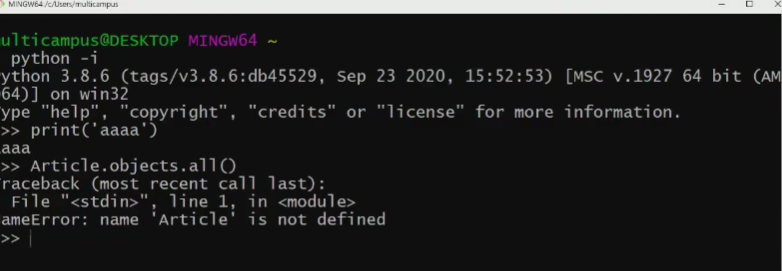 MINGW64:/c/Users/multicampus
multicampus@DESKTOP MINGW64 ~
python -i
ython 3.8.6 (tags/v3.8.6:db45529, Sep 23 2020, 15:52:53) [MSC v.1927 64 bit (AM
64)] on win32
ype "help", "copyright", "credits" or "license" for more information.
>> print('aaaa')
aaaa
>> Article.objects.all()
raceback (most recent call last):
File "<stdin>", line 1, in <module>
ameError: name 'Article' is not defined
>>